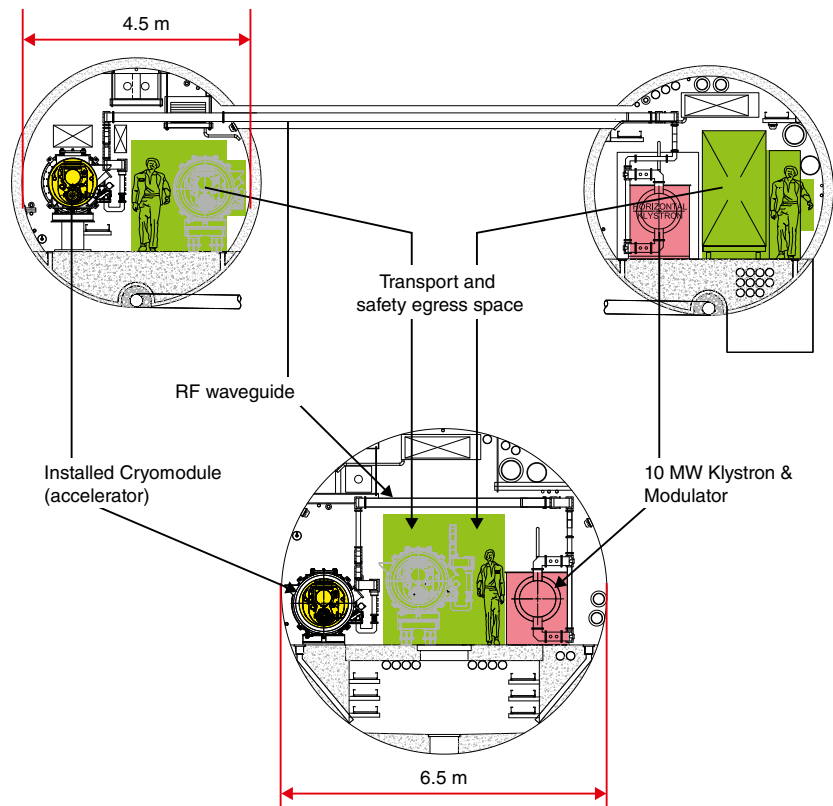 4.5 m
HORIZONTAL
KLYSTRON
Transport and
safety egress space
RF waveguide
Installed Cryomodule
(accelerator)
10 MW Klystron &
Modulator
6.5 m